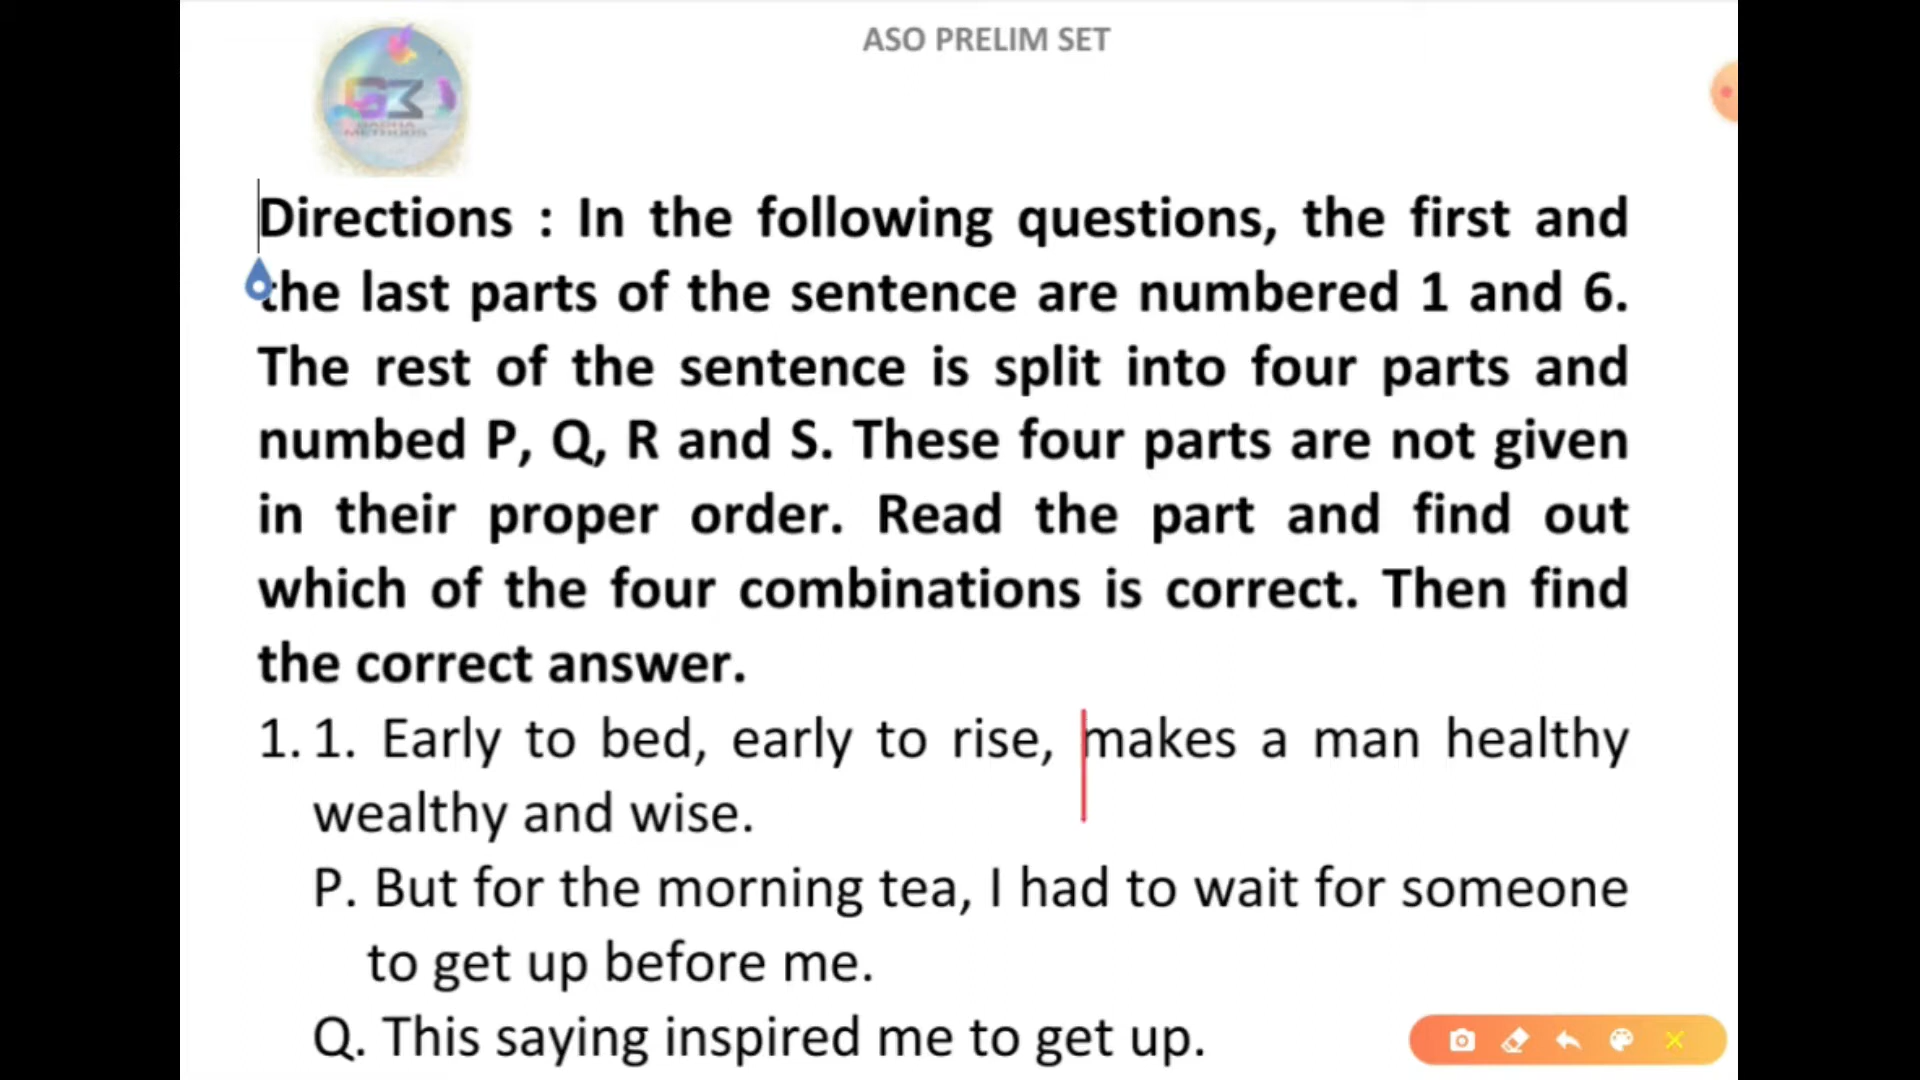 ASO PRELIM SET
GM
METHODS
Directions : In the following questions, the first and
the last parts of the sentence are numbered 1 and 6.
The rest of the sentence is split into four parts and
numbed P, Q, R and S. These four parts are not given
in their proper order. Read the part and find out
which of the four combinations is correct. Then find
the correct answer.
1. 1. Early to bed, early to rise, makes a man healthy
wealthy and wise.
P. But for the morning tea, I had to wait for someone
to get up before me.
Q. This saying inspired me to get up.